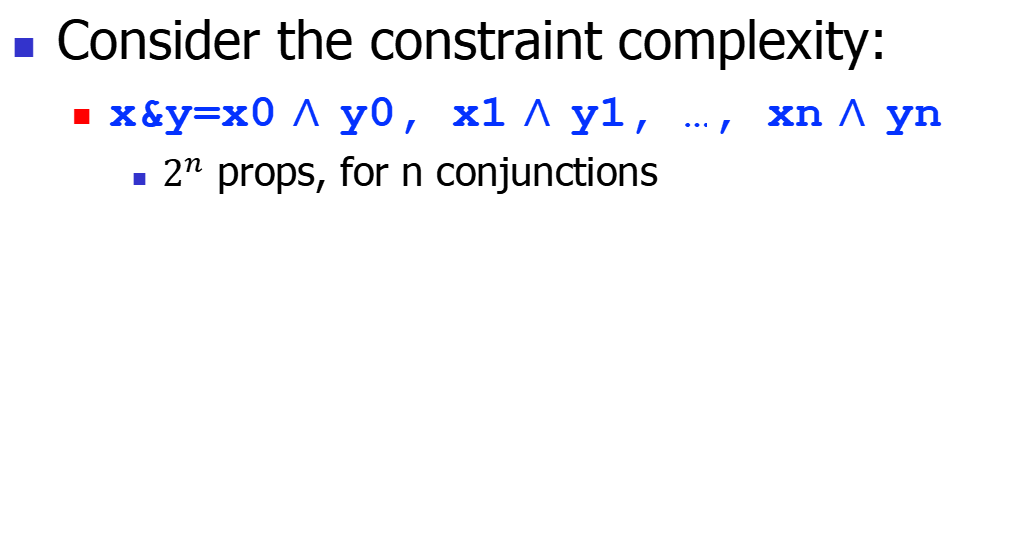 Consider the constraint complexity:
x&y=x0 ∧ y0, x1 ∧ y1, …, xn ∧ yn
2ⁿ props, for n conjunctions